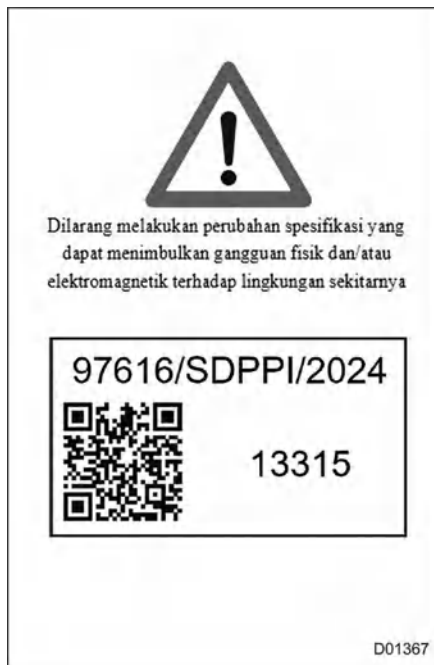 Dilarang melakukan perubahan spesifikasi yang
dapat menimbulkan gangguan fisik dan/atau
elektromagnetik terhadap lingkungan sekitarnya
97616/SDPPI/2024
13315
D01367